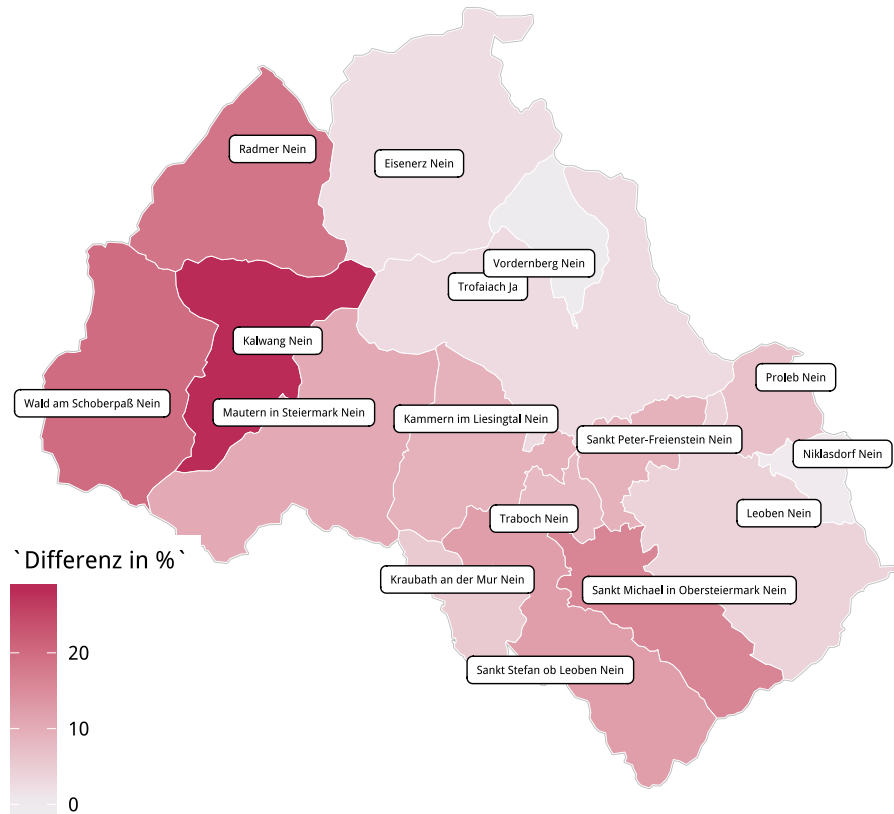 Radmer Nein
Eisenerz Nein
Vordernberg Nein
Trofaiach Ja
Kalwang Nein
Proleb Nein
Wald am Schoberpaß Nein
Mautern in Steiermark Nein
Kammern im Liesingtal Nein
Sankt Peter-Freienstein Nein
Niklasdorf Nein
Leoben Nein
Traboch Nein
Kraubath an der Mur Nein
Sankt Michael in Obersteiermark Nein
Sankt Stefan ob Leoben Nein
`Differenz in %`
20
10
0